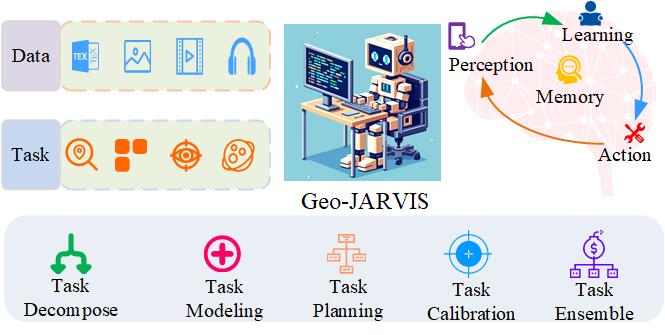 Data
TEX
Task
Geo-JARVIS
Learning
Perception
Memory
Action
Task
Decompose
Task
Modeling
Task
Planning
Task
Calibration
Task
Ensemble